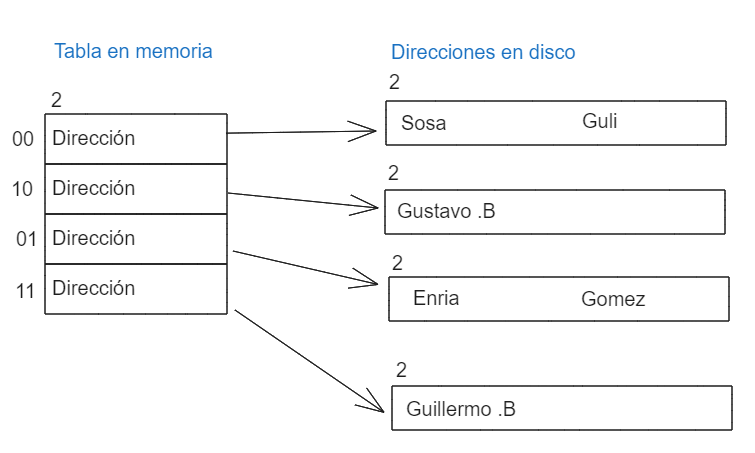 Tabla en memoria
2
00 Dirección
10 Dirección
01 Dirección
11 Dirección
Direcciones en disco
2
Sosa Guli
2
Gustavo .B
2
Enria Gomez
2
Guillermo .B